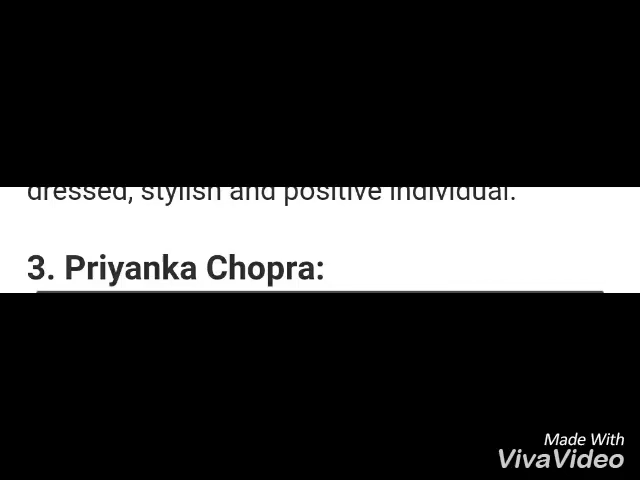 dressed, stylish and positive individual.
3. Priyanka Chopra:
Made With
VivaVideo